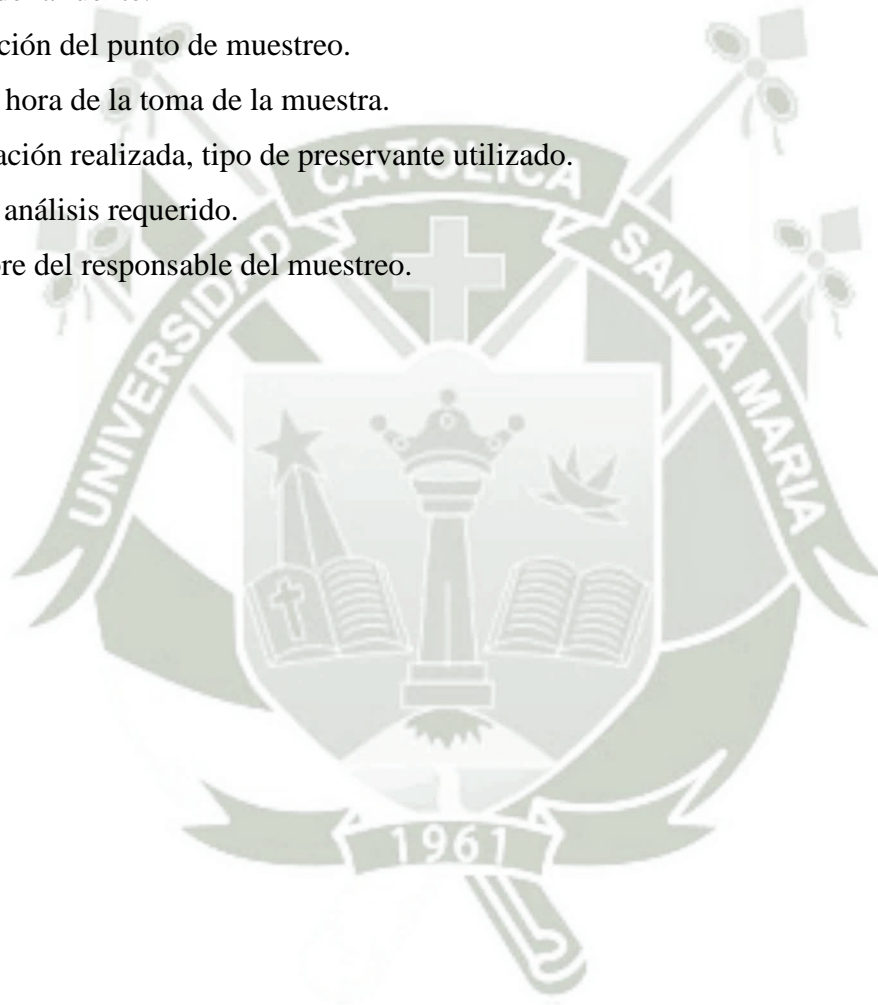 ción del punto de muestreo.
hora de la toma de la muestra.
ación realizada, tipo de preservante utilizado.
análisis requerido.
re del responsable del muestreo.
UNIVERSIDAD CATOLICA SANTA MARIA
1961